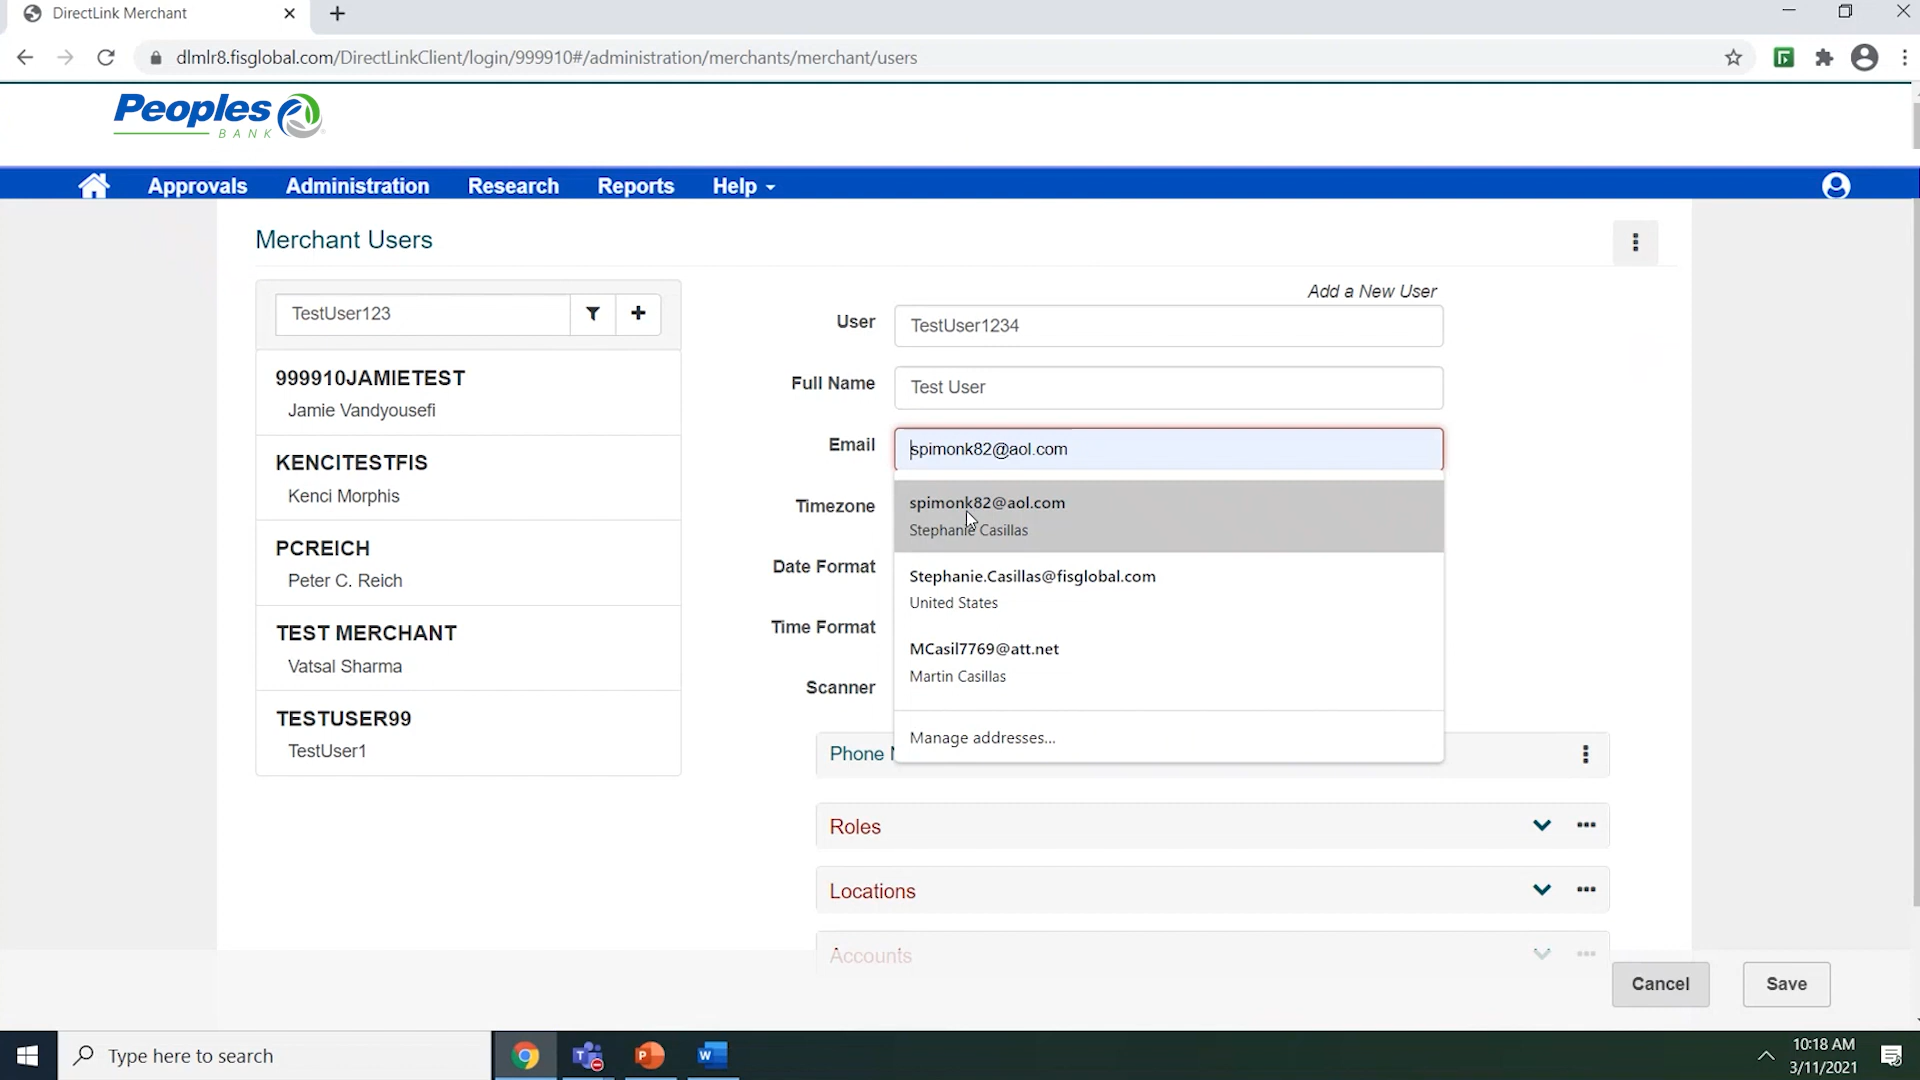 DirectLink Merchant
dlmlr8.fisglobal.com/DirectLinkClient/login/999910#/administration/merchants/merchant/users
Peoples
BANK
Approvals
Administration
Research
Reports
Help
Merchant Users
TestUser123
999910JAMIETEST
Jamie Vandyousefi
KENCITESTFIS
Kenci Morphis
PCREICH
Peter C. Reich
TEST MERCHANT
Vatsal Sharma
TESTUSER99
TestUser1
Add a New User
User
TestUser1234
Full Name
Test User
Email
spimonk82@aol.com
spimonk82@aol.com
Stephanie Casillas
Stephanie.Casillas@fisglobal.com
United States
MCasil7769@att.net
Martin Casillas
Manage addresses...
Timezone
Date Format
Time Format
Scanner
Phone
Roles
Locations
Accounts
Cancel
Save
Type here to search
10:18 AM
3/11/2021